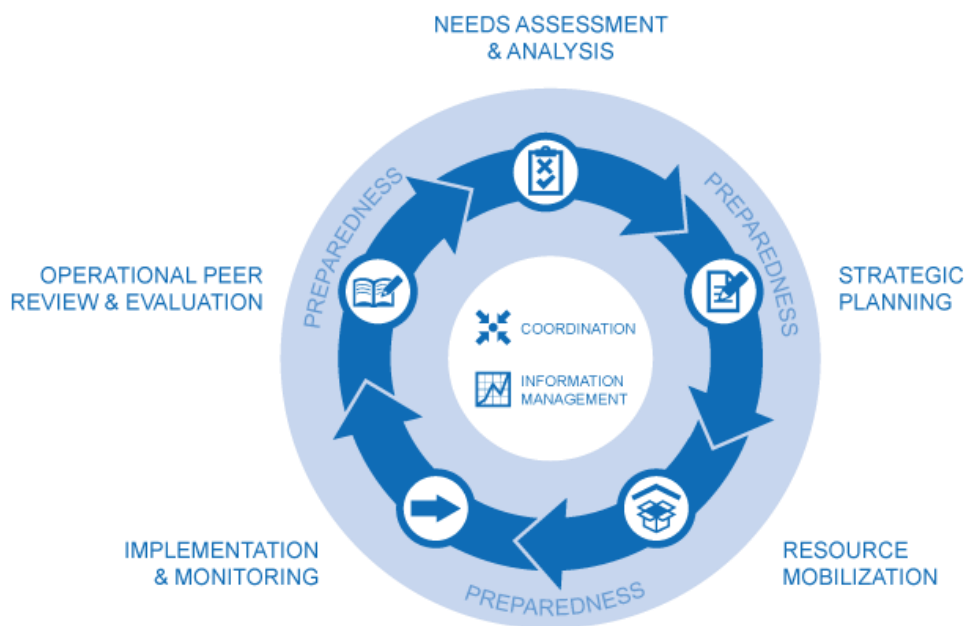 NEEDS ASSESSMENT
& ANALYSIS
PREPAREDNESS
PREPAREDNESS
OPERATIONAL PEER
REVIEW & EVALUATION
STRATEGIC
PLANNING
COORDINATION
INFORMATION
MANAGEMENT
IMPLEMENTATION
& MONITORING
RESOURCE
MOBILIZATION
PREPAREDNESS